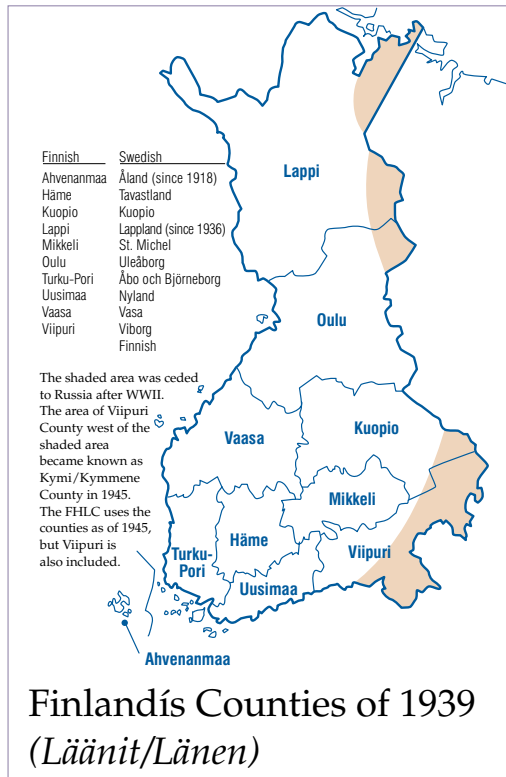 Finnish Swedish
Ahvenanmaa Åland (since 1918)
Häme Tavastland
Kuopio Kuopio
Lappi Lappland (since 1936)
Mikkeli St. Michel
Oulu Uleåborg
Turku-Pori Åbo och Björneborg
Uusimaa Nyland
Vaasa Vasa
Viipuri Viborg
Finnish
The shaded area was ceded
to Russia after WWII.
The area of Viipuri
County west of the
shaded area
became known as
Kymi/Kymmene
County in 1945.
The FHLC uses the
counties as of 1945,
but Viipuri is
also included.
Lappi
Oulu
Vaasa
Kuopio
Mikkeli
Häme
Viipuri
Turku-
Pori
Uusimaa
Ahvenanmaa
Finlandís Counties of 1939
(Läänit/Länen)